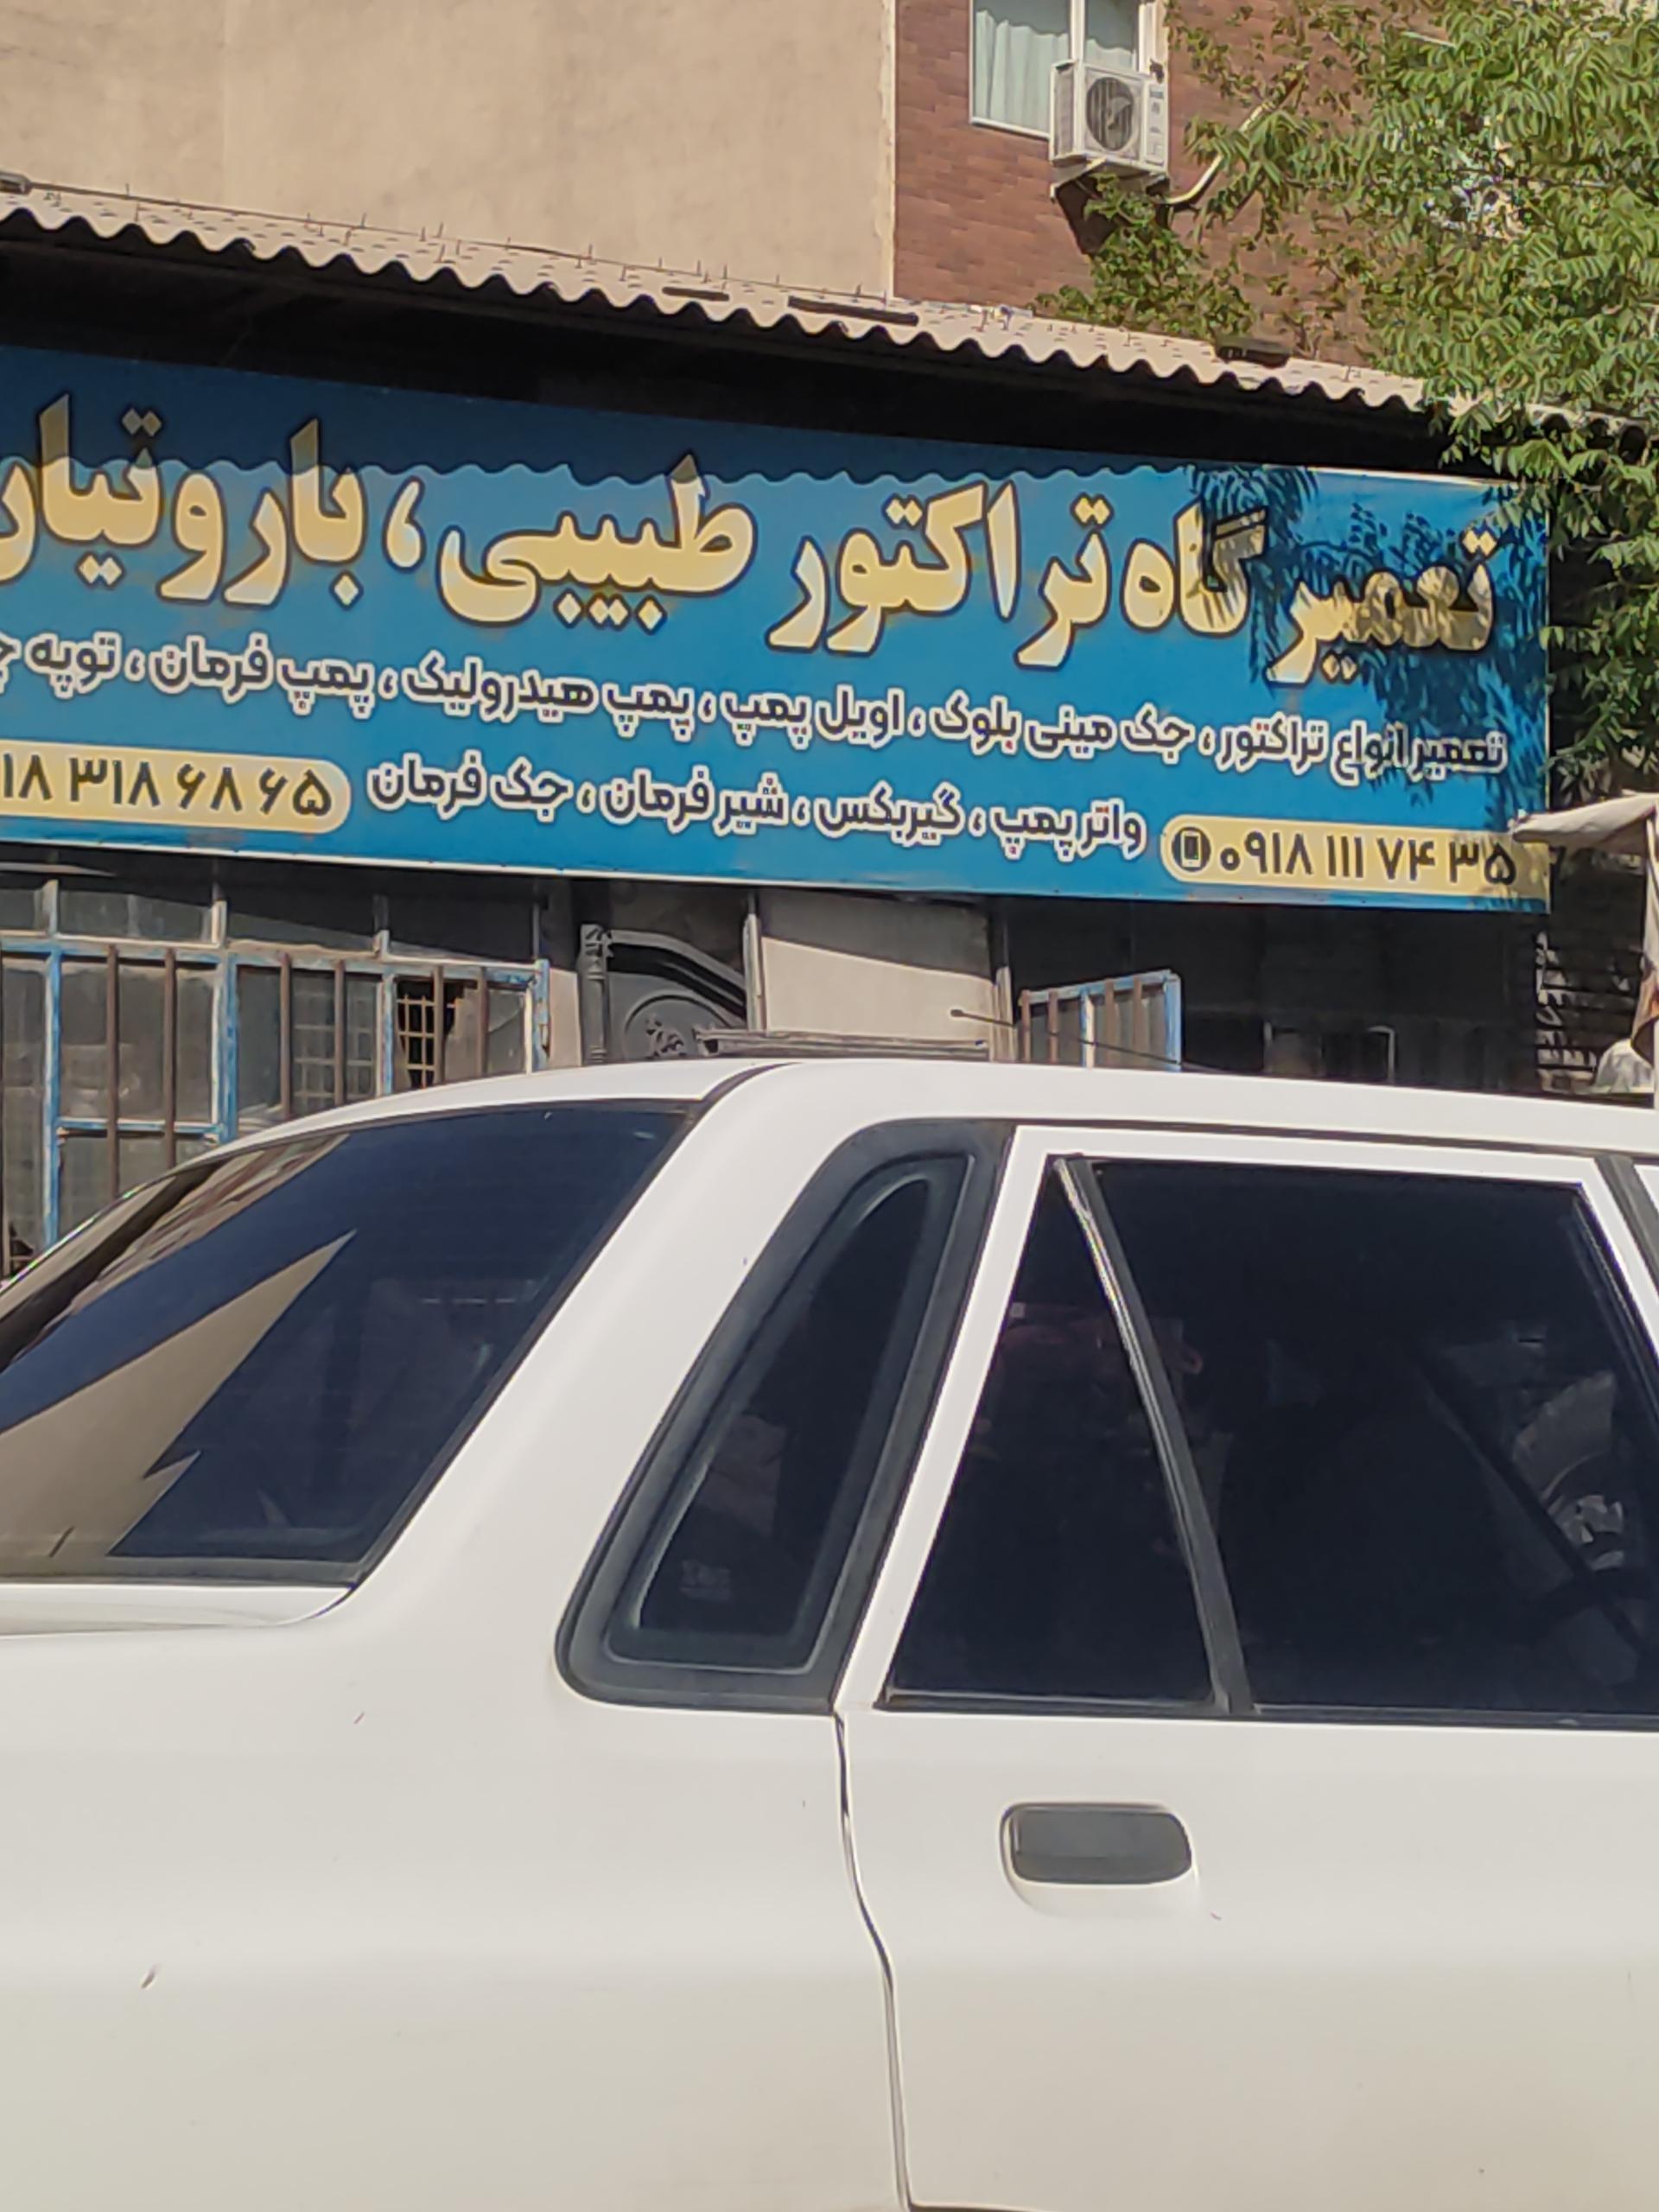 تعمیرگاه تراکتور طبیبی، باروتیان
تعمیر انواع تراکتور، جک مینی بلوک، اویل پمپ، پمپ هیدرولیک، پمپ فرمان، توپه
واتر پمپ، گیربکس، شیر فرمان، جک فرمان
۰۹۱۸ ۱۱۱ ۷۴ ۳۵
۱۸ ۳۱۸ ۶۸ ۶۵